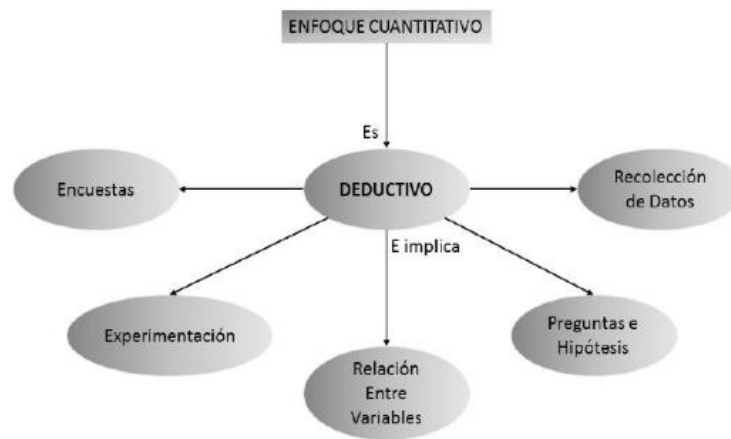 ENFOQUE CUANTITATIVO
Es
Encuestas
DEDUCTIVO
Recolección
de Datos
E implica
Experimentación
Preguntas e
Hipótesis
Relación
Entre
Variables